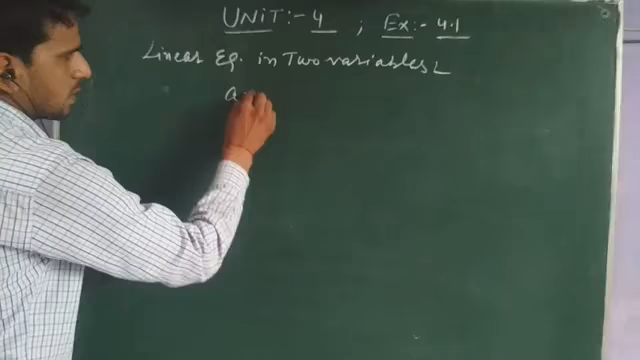 UNIT:- 4 ; Ex:- 4.1
Linear Eq. in Two variables
a